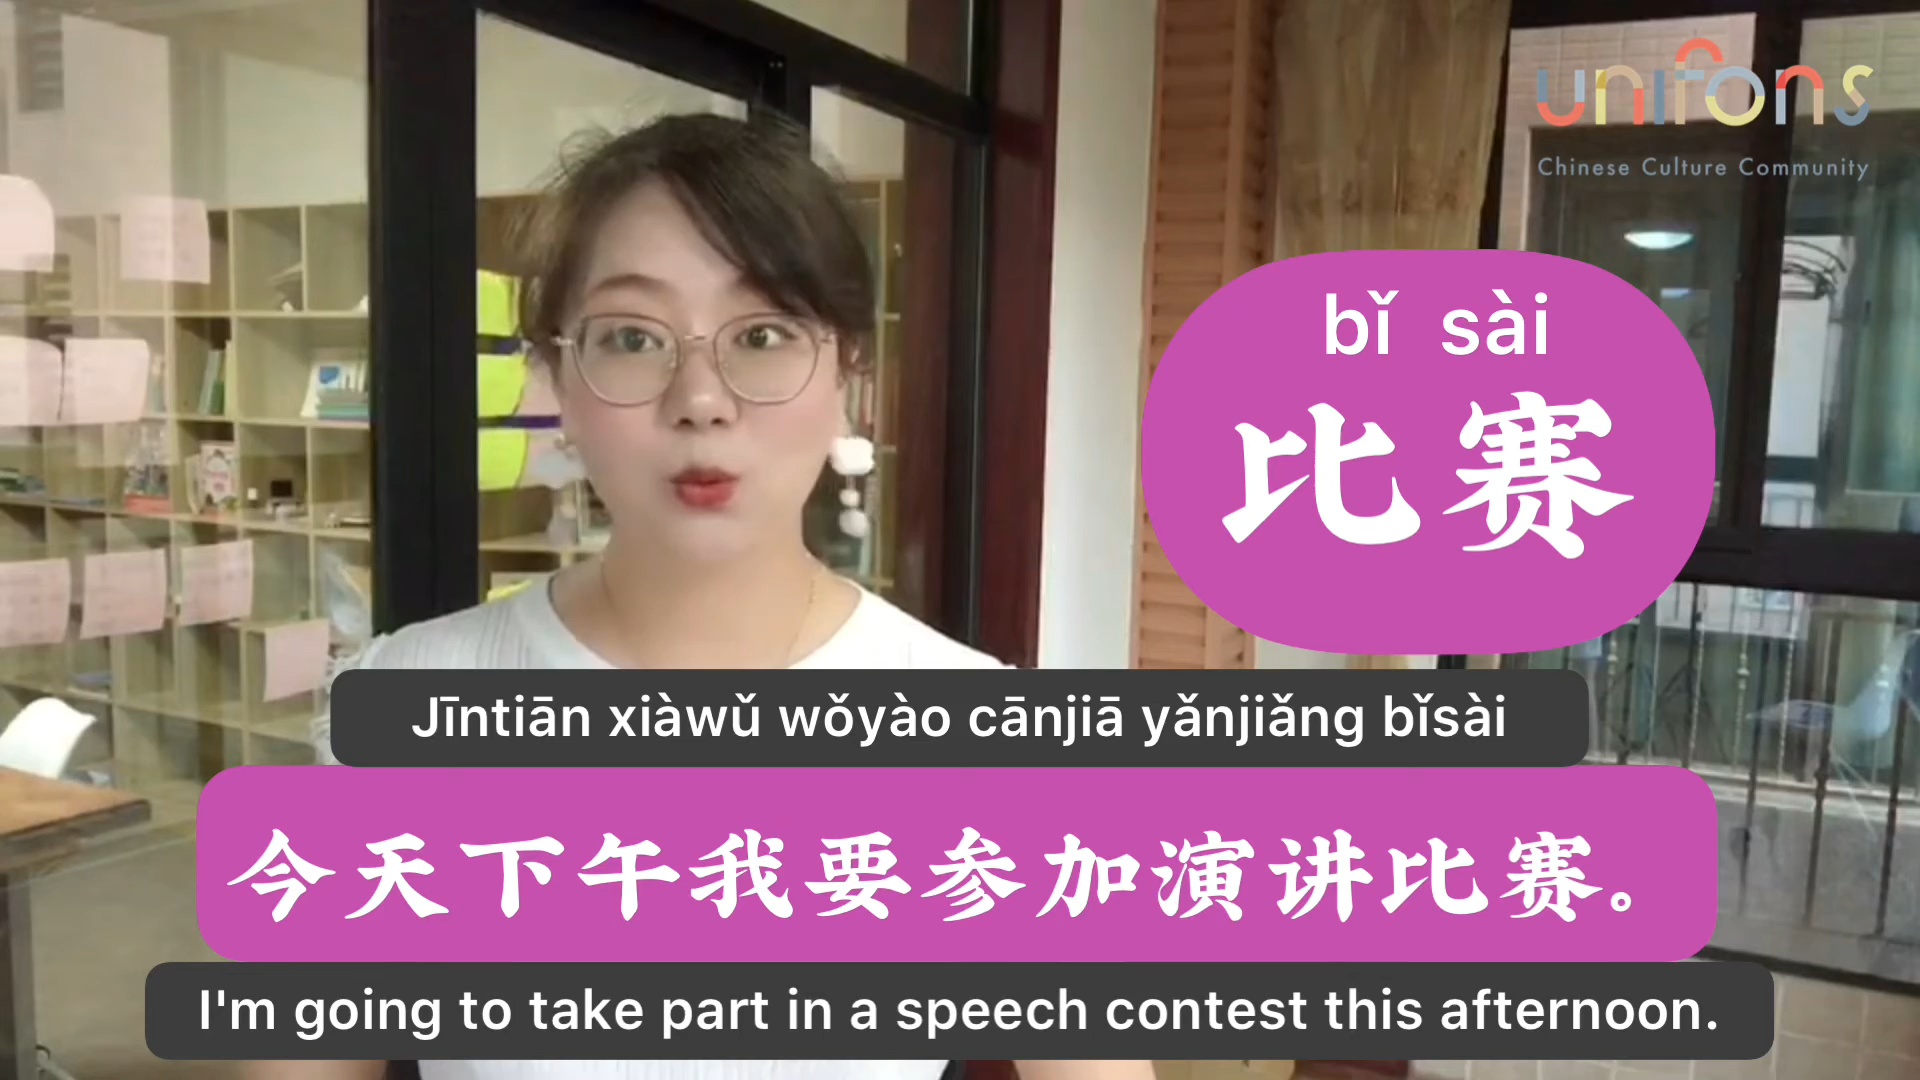 unifons
Chinese Culture Community
bǐ sài
比赛
Jīntiān xiàwǔ wǒyào cānjiā yǎnjiǎng bǐsài
今天下午我要参加演讲比赛。
I'm going to take part in a speech contest this afternoon.